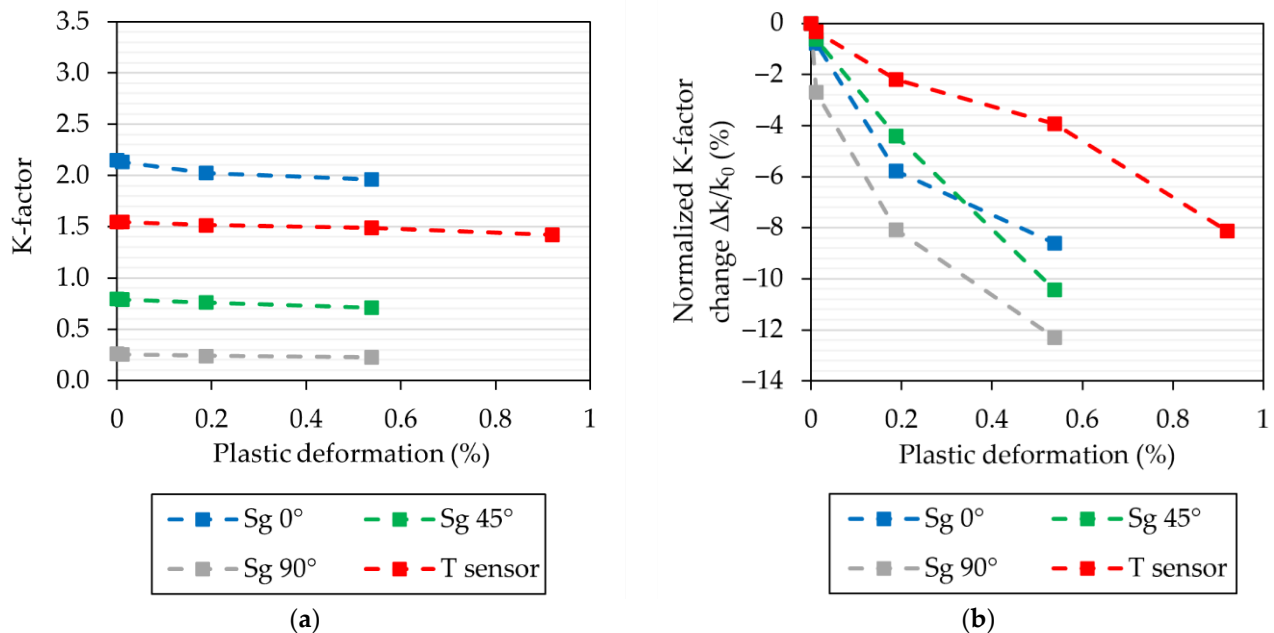 3.5
3.0
2.5
2.0
1.5
1.0
0.5
0.0
K-factor
0
0.2
0.4
0.6
0.8
1
Plastic deformation (%)
Sg 0°
Sg 45°
Sg 90°
T sensor
(a)
0
−2
−4
−6
−8
−10
−12
−14
Normalized K-factor
change Δk/k₀ (%)
0
0.2
0.4
0.6
0.8
1
Plastic deformation (%)
Sg 0°
Sg 45°
Sg 90°
T sensor
(b)